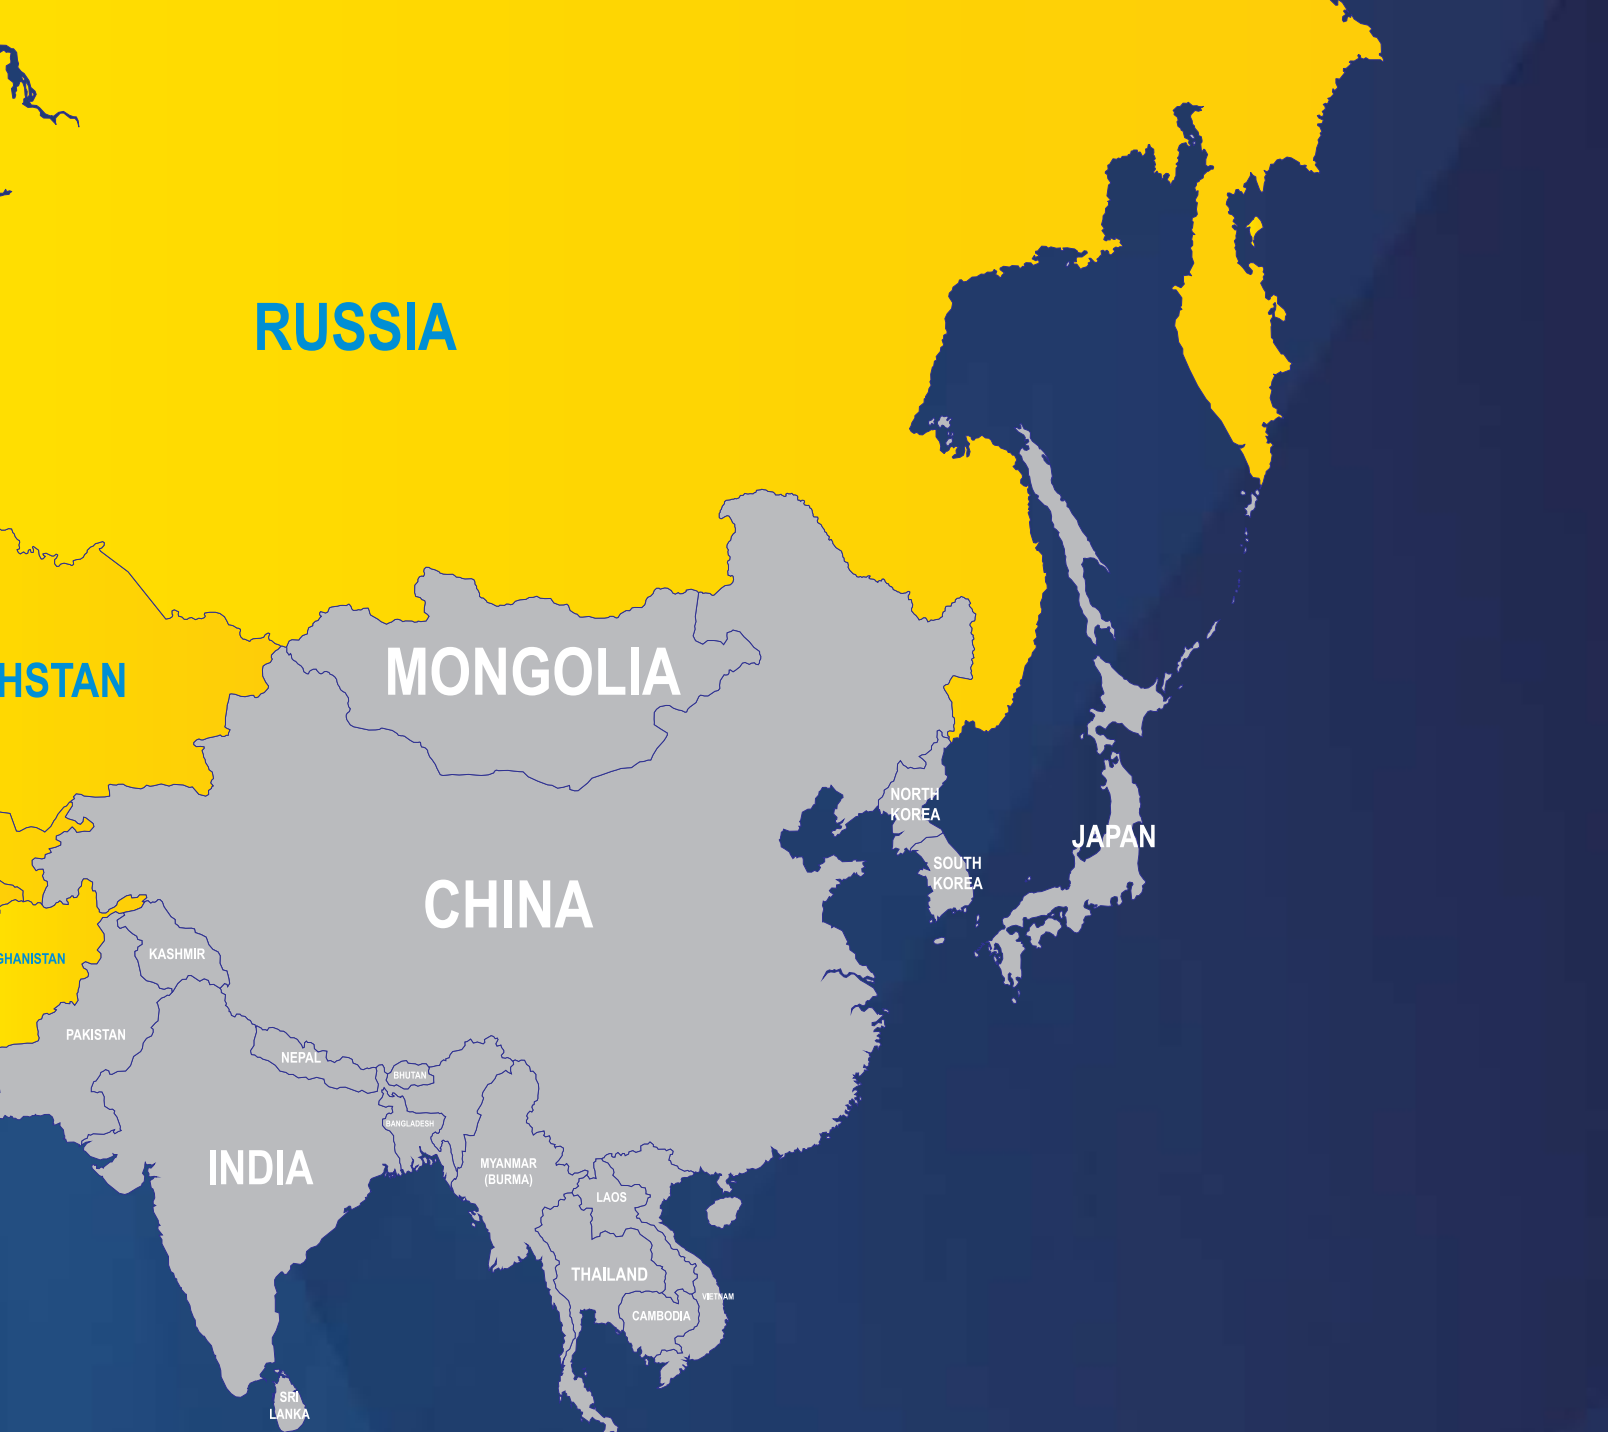 RUSSIA
HSTAN
MONGOLIA
NORTH
KOREA
JAPAN
SOUTH
KOREA
CHINA
GHANISTAN
KASHMIR
PAKISTAN
NEPAL
BHUTAN
BANGLADESH
INDIA
MYANMAR
(BURMA)
LAOS
THAILAND
VIETNAM
CAMBODIA
SRI
LANKA